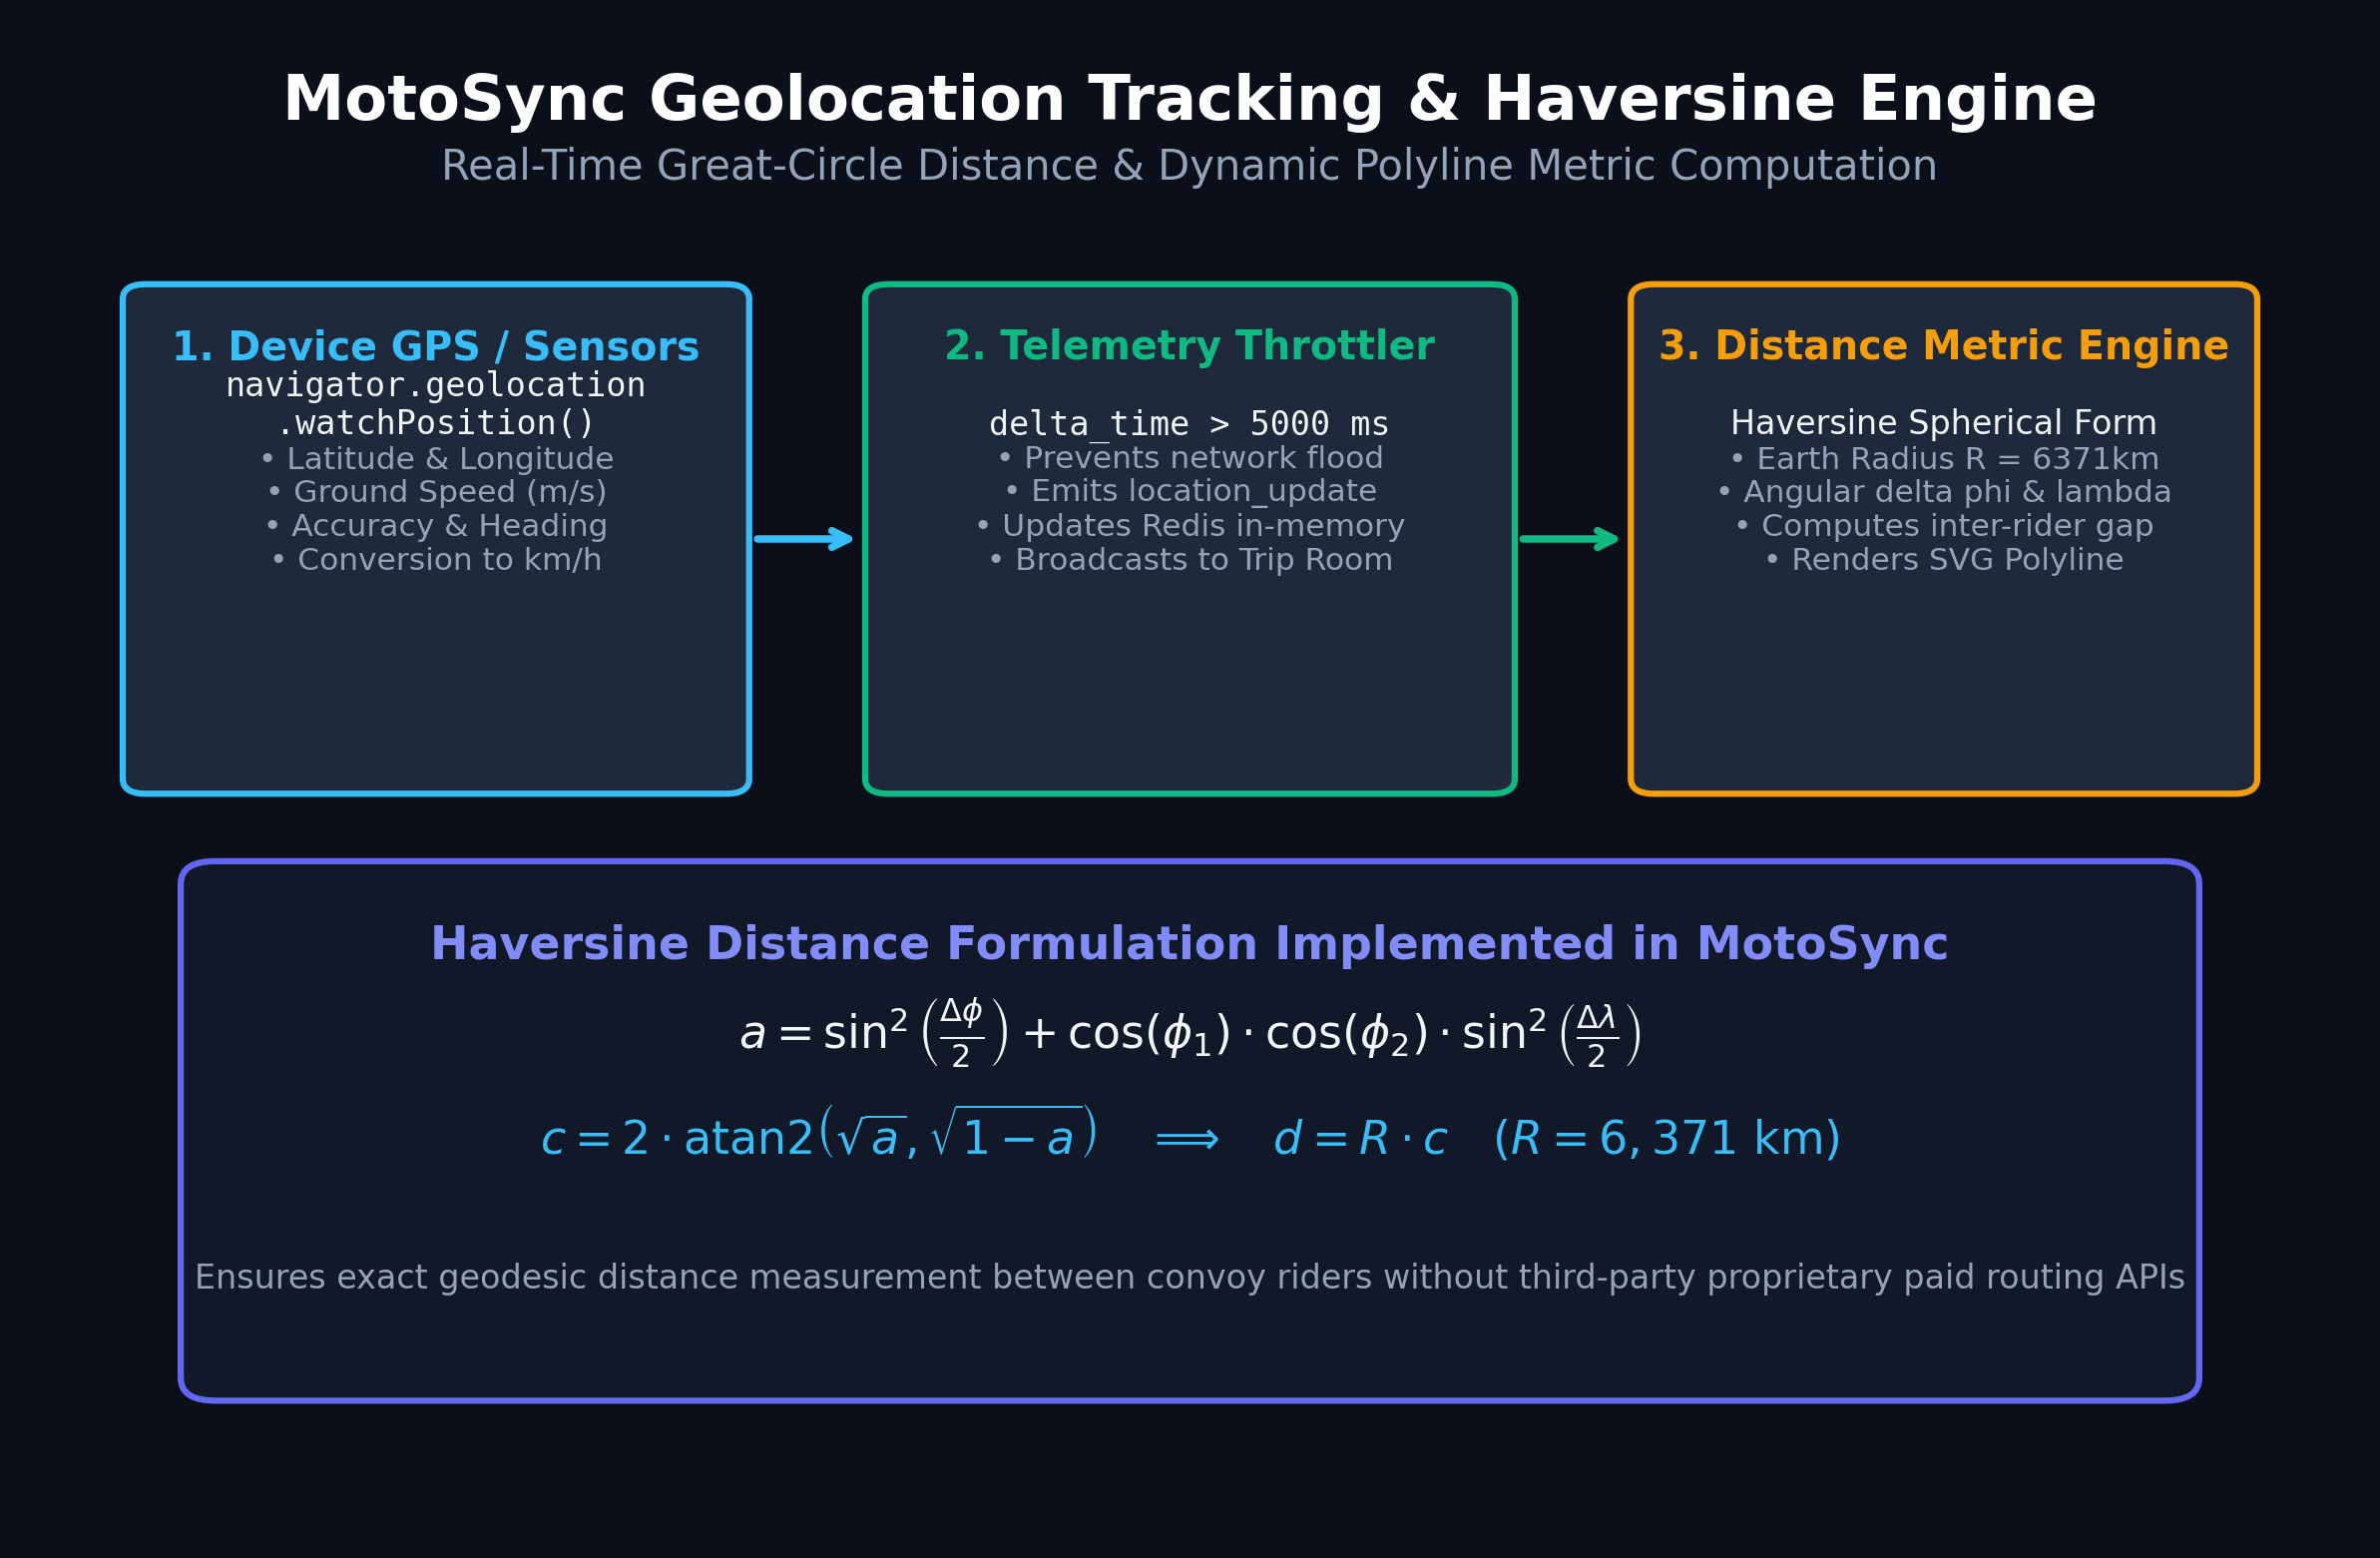 MotoSync Geolocation Tracking & Haversine Engine
Real-Time Great-Circle Distance & Dynamic Polyline Metric Computation
1. Device GPS / Sensors
navigator.geolocation
.watchPosition()
• Latitude & Longitude
• Ground Speed (m/s)
• Accuracy & Heading
• Conversion to km/h
2. Telemetry Throttler
delta_time > 5000 ms
• Prevents network flood
• Emits location_update
• Updates Redis in-memory
• Broadcasts to Trip Room
3. Distance Metric Engine
Haversine Spherical Form
• Earth Radius R = 6371km
• Angular delta phi & lambda
• Computes inter-rider gap
• Renders SVG Polyline
Haversine Distance Formulation Implemented in MotoSync
a = sin²(Δϕ/2) + cos(ϕ₁) · cos(ϕ₂) · sin²(Δλ/2)
c = 2 · atan2(√a, √1 − a) ⟹ d = R · c (R = 6, 371 km)
Ensures exact geodesic distance measurement between convoy riders without third-party proprietary paid routing APIs